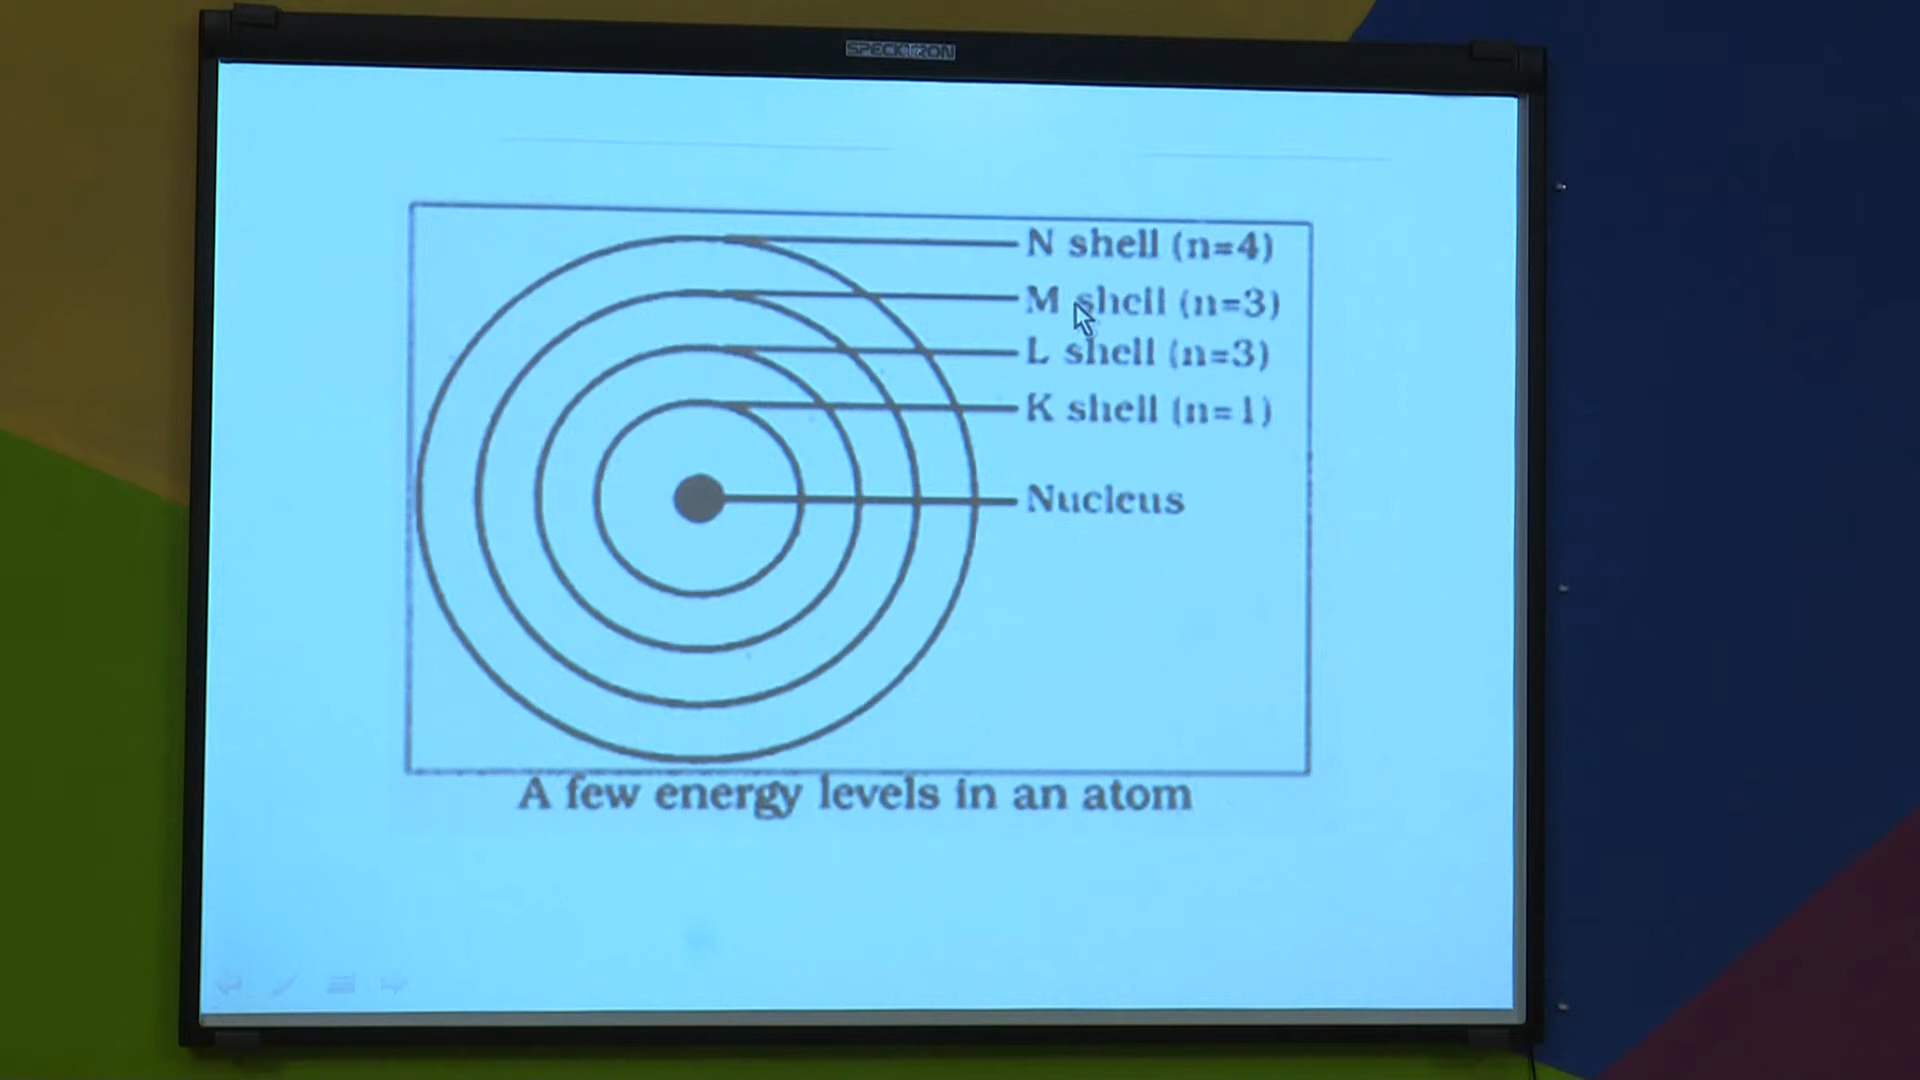 SPECKTRON
N shell (n=4)
M shell (n=3)
L shell (n=3)
K shell (n=1)
Nucleus
A few energy levels in an atom